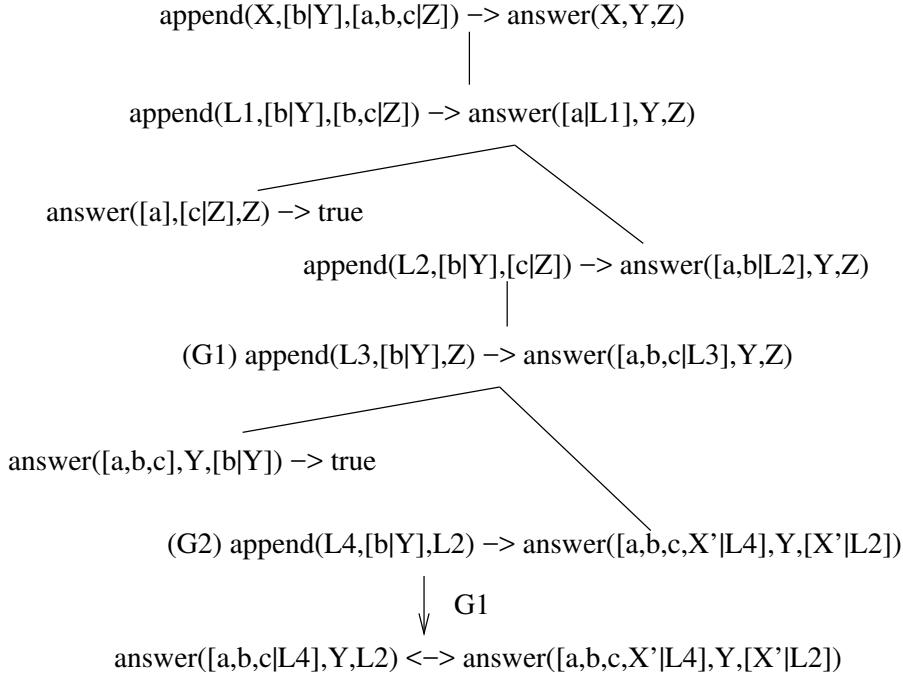 append(X,[b|Y],[a,b,c|Z]) −> answer(X,Y,Z)
append(L1,[b|Y],[b,c|Z]) −> answer([a|L1],Y,Z)
answer([a],[c|Z],Z) −> true
append(L2,[b|Y],[c|Z]) −> answer([a,b|L2],Y,Z)
(G1) append(L3,[b|Y],Z) −> answer([a,b,c|L3],Y,Z)
answer([a,b,c],Y,[b|Y]) −> true
(G2) append(L4,[b|Y],L2) −> answer([a,b,c,X’|L4],Y,[X’|L2])
G1
answer([a,b,c|L4],Y,L2) <−> answer([a,b,c,X’|L4],Y,[X’|L2])